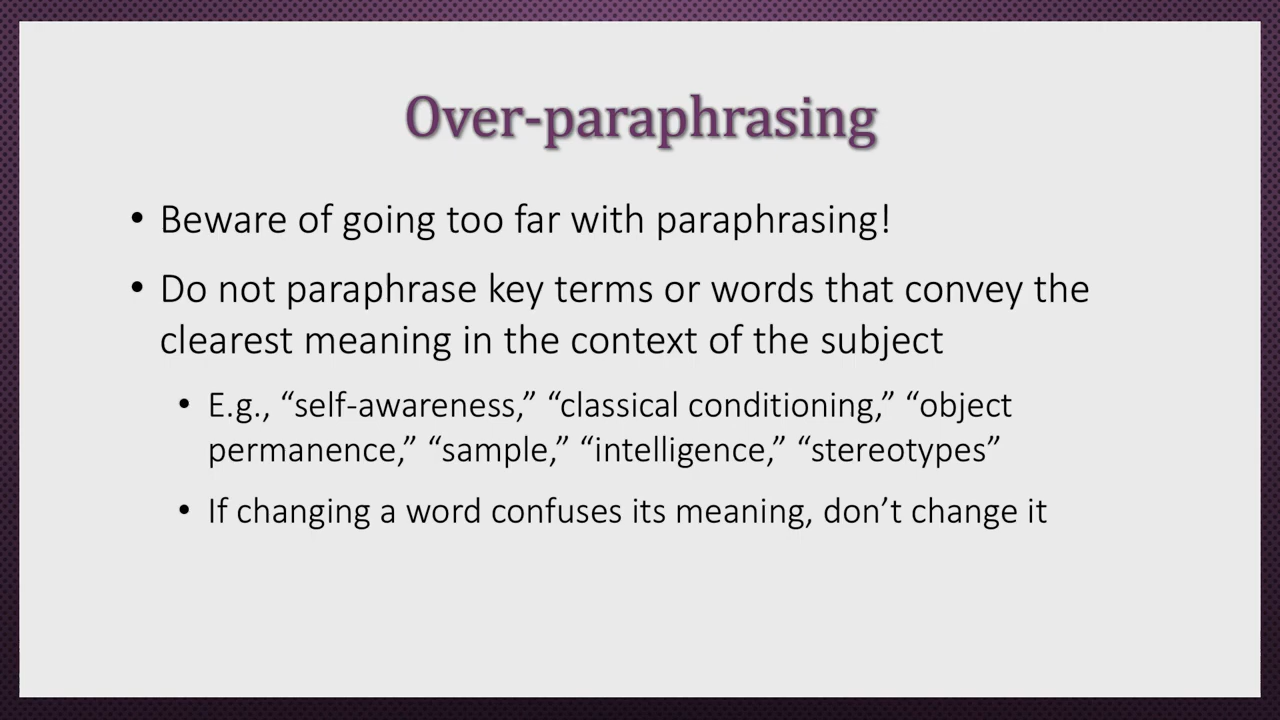 Over-paraphrasing
• Beware of going too far with paraphrasing!
• Do not paraphrase key terms or words that convey the
clearest meaning in the context of the subject
• E.g., “self-awareness,” “classical conditioning,” “object
permanence,” “sample,” “intelligence,” “stereotypes”
• If changing a word confuses its meaning, don’t change it